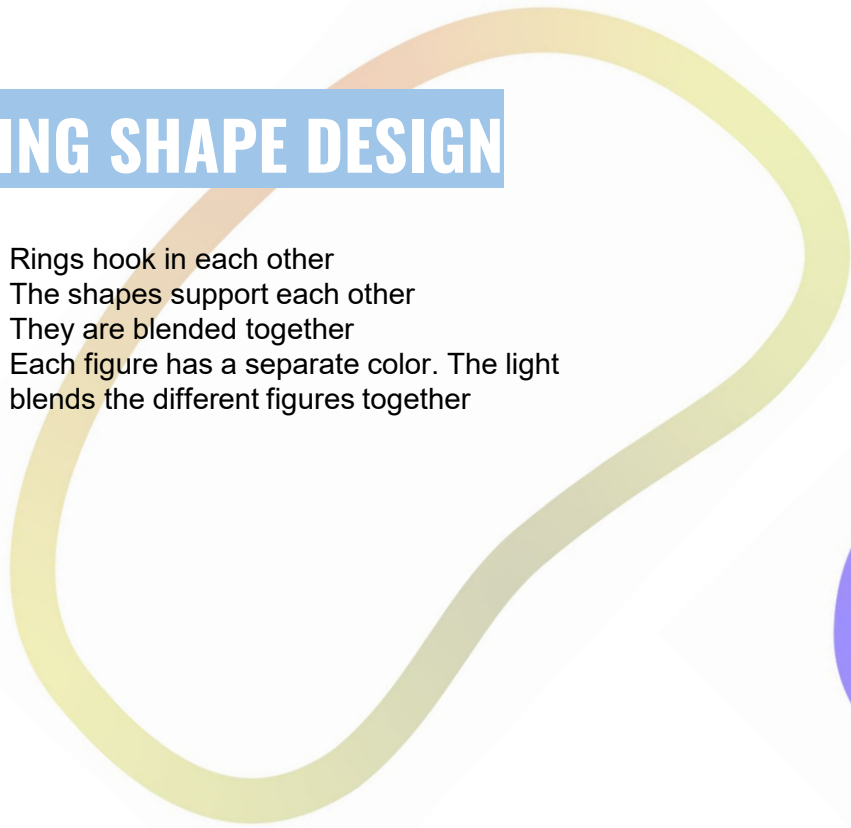 ING SHAPE DESIGN
Rings hook in each other
The shapes support each other
They are blended together
Each figure has a separate color. The light
blends the different figures together